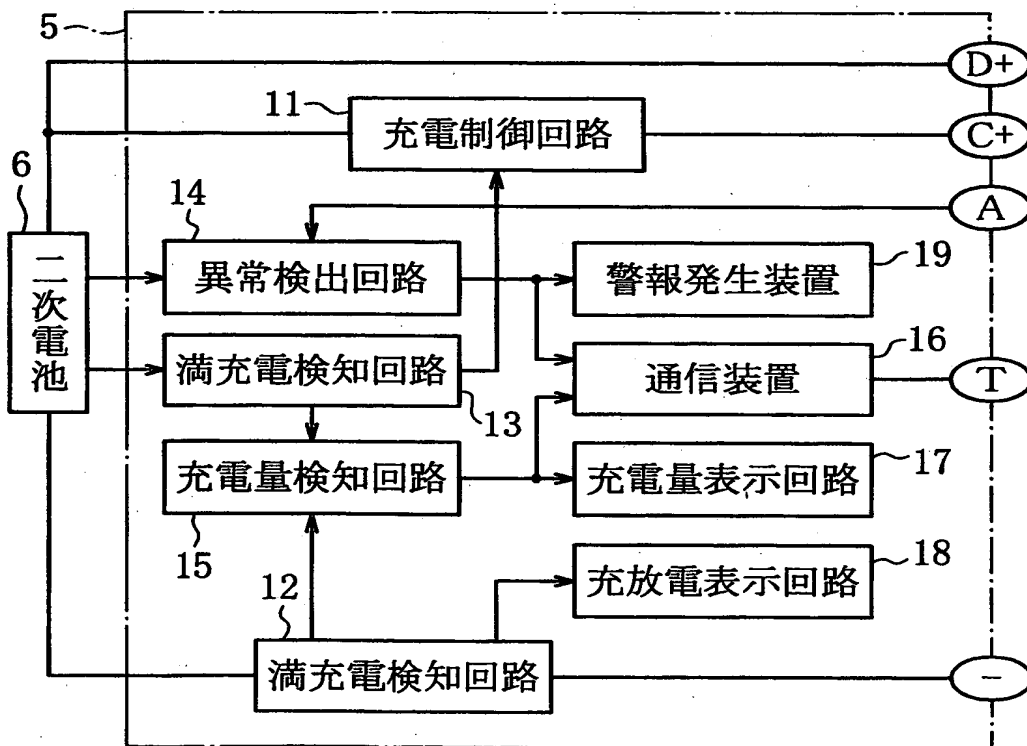 5
D+
11
充電制御回路
C+
6
14
A
二次電池
異常検出回路
警報発生装置
19
満充電検知回路
13
通信装置
16
T
充電量検知回路
15
充電量表示回路
17
12
充放電表示回路
18
満充電検知回路
−